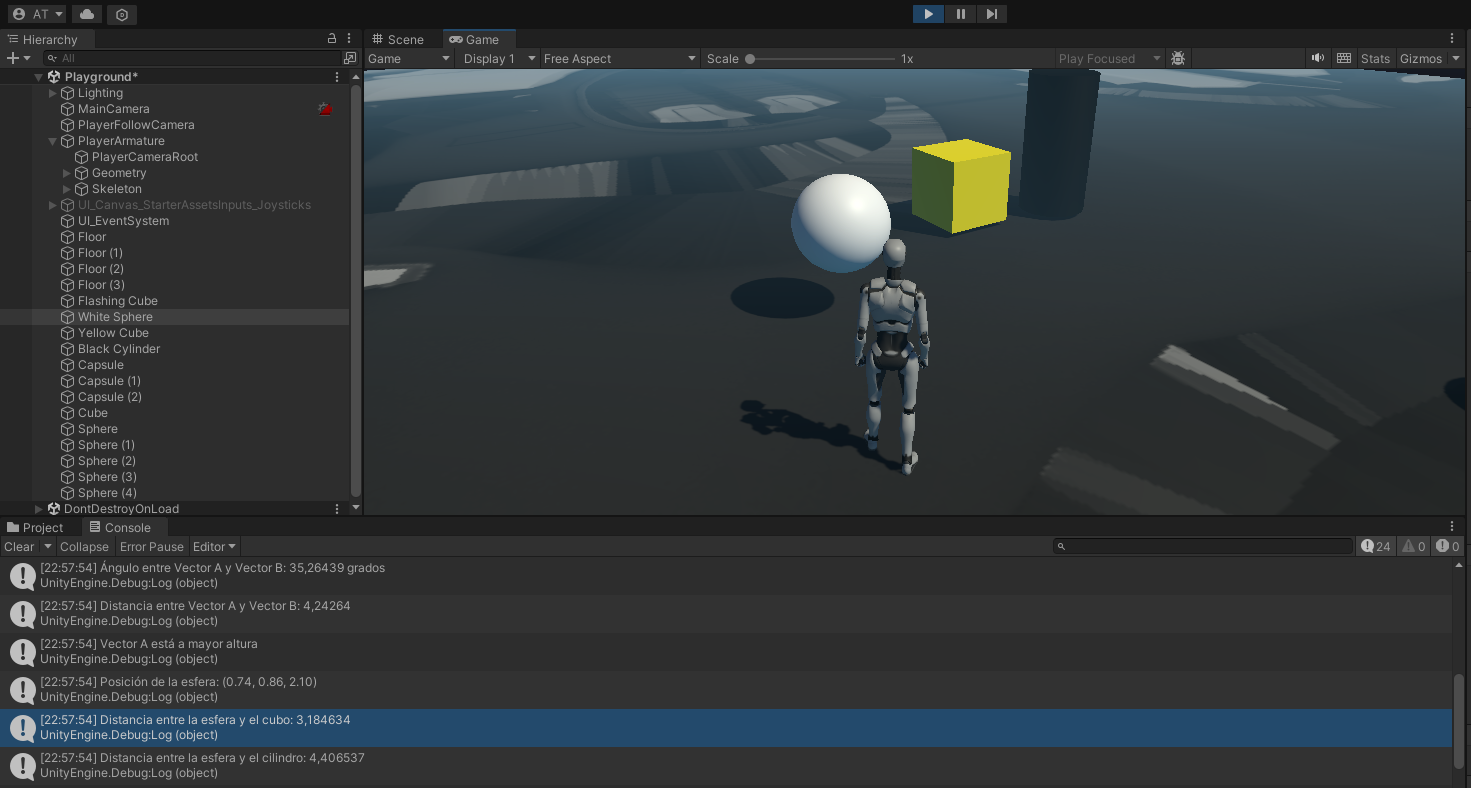 AT
Hierarchy
Scene
Game
All
Game
Display 1
Free Aspect
Scale
1x
Play Focused
Stats
Gizmos
Playground*
Lighting
MainCamera
PlayerFollowCamera
PlayerArmature
PlayerCameraRoot
Geometry
Skeleton
UI_Canvas_StarterAssetsInputs_Joysticks
UI_EventSystem
Floor
Floor (1)
Floor (2)
Floor (3)
Flashing Cube
White Sphere
Yellow Cube
Black Cylinder
Capsule
Capsule (1)
Capsule (2)
Cube
Sphere
Sphere (1)
Sphere (2)
Sphere (3)
Sphere (4)
DontDestroyOnLoad
Project
Console
Clear
Collapse
Error Pause
Editor
24
0
0
[22:57:54] Ángulo entre Vector A y Vector B: 35,26439 grados
UnityEngine.Debug:Log (object)
[22:57:54] Distancia entre Vector A y Vector B: 4,24264
UnityEngine.Debug:Log (object)
[22:57:54] Vector A está a mayor altura
UnityEngine.Debug:Log (object)
[22:57:54] Posición de la esfera: (0.74, 0.86, 2.10)
UnityEngine.Debug:Log (object)
[22:57:54] Distancia entre la esfera y el cubo: 3,184634
UnityEngine.Debug:Log (object)
[22:57:54] Distancia entre la esfera y el cilindro: 4,406537
UnityEngine.Debug:Log (object)